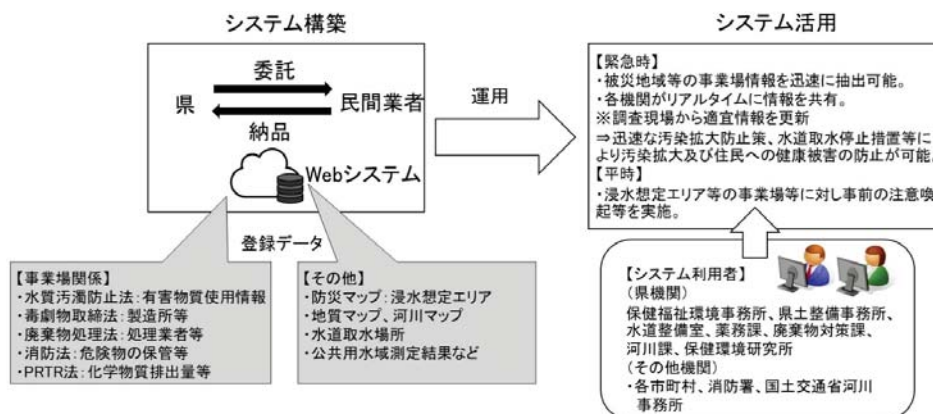 システム構築
委託
県
民間業者
納品
Webシステム
運用
システム活用
【緊急時】
・被災地域等の事業場情報を迅速に抽出可能。
・各機関がリアルタイムに情報を共有。
※調査現場から適宜情報を更新
⇒迅速な汚染拡大防止策、水道取水停止措置等に
より汚染拡大及び住民への健康被害の防止が可能。
【平時】
・浸水想定エリア等の事業場等に対し事前の注意喚
起等を実施。
登録データ
【事業場関係】
・水質汚濁防止法:有害物質使用情報
・毒劇物取締法:製造所等
・廃棄物処理法:処理業者等
・消防法:危険物の保管等
・PRTR法:化学物質排出量等
【その他】
・防災マップ:浸水想定エリア
・地質マップ、河川マップ
・水道取水場所
・公共用水域測定結果など
【システム利用者】
(県機関)
保健福祉環境事務所、県土整備事務所、
水道整備室、薬務課、廃棄物対策課、
河川課、保健環境研究所
(その他機関)
・各市町村、消防署、国土交通省河川
事務所